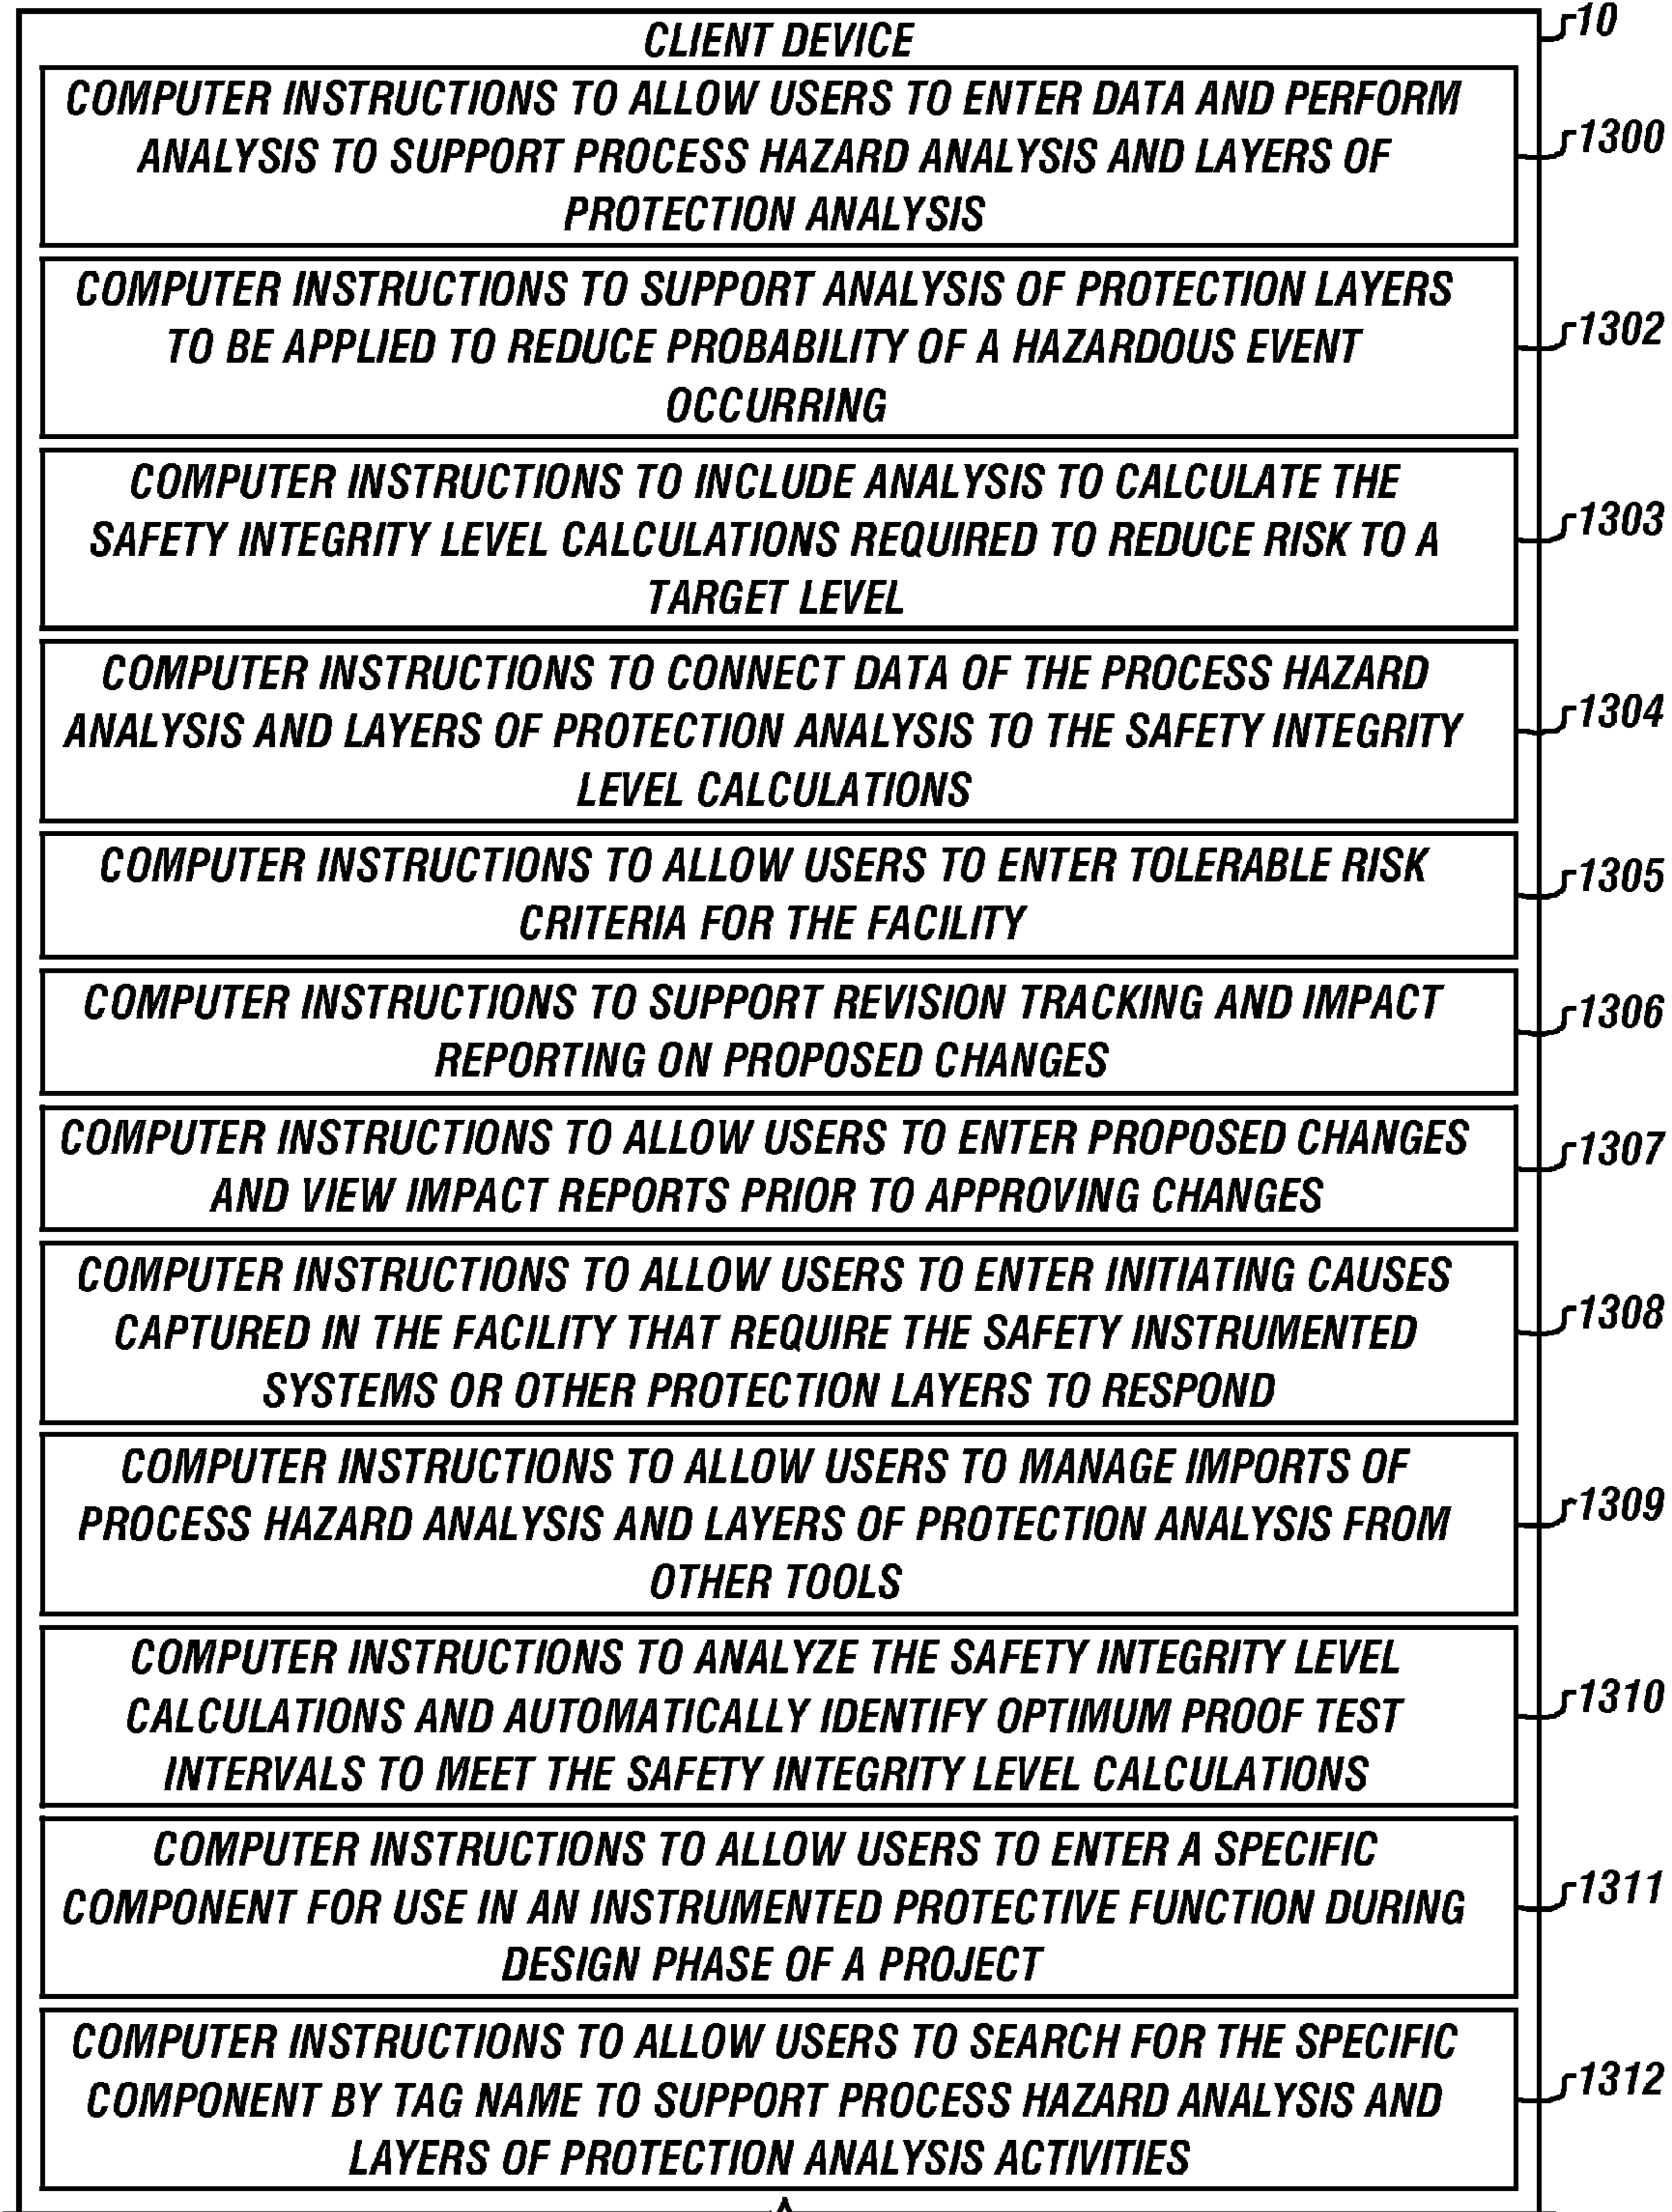 CLIENT DEVICE
10
COMPUTER INSTRUCTIONS TO ALLOW USERS TO ENTER DATA AND PERFORM
ANALYSIS TO SUPPORT PROCESS HAZARD ANALYSIS AND LAYERS OF
PROTECTION ANALYSIS
1300
COMPUTER INSTRUCTIONS TO SUPPORT ANALYSIS OF PROTECTION LAYERS
TO BE APPLIED TO REDUCE PROBABILITY OF A HAZARDOUS EVENT
OCCURRING
1302
COMPUTER INSTRUCTIONS TO INCLUDE ANALYSIS TO CALCULATE THE
SAFETY INTEGRITY LEVEL CALCULATIONS REQUIRED TO REDUCE RISK TO A
TARGET LEVEL
1303
COMPUTER INSTRUCTIONS TO CONNECT DATA OF THE PROCESS HAZARD
ANALYSIS AND LAYERS OF PROTECTION ANALYSIS TO THE SAFETY INTEGRITY
LEVEL CALCULATIONS
1304
COMPUTER INSTRUCTIONS TO ALLOW USERS TO ENTER TOLERABLE RISK
CRITERIA FOR THE FACILITY
1305
COMPUTER INSTRUCTIONS TO SUPPORT REVISION TRACKING AND IMPACT
REPORTING ON PROPOSED CHANGES
1306
COMPUTER INSTRUCTIONS TO ALLOW USERS TO ENTER PROPOSED CHANGES
AND VIEW IMPACT REPORTS PRIOR TO APPROVING CHANGES
1307
COMPUTER INSTRUCTIONS TO ALLOW USERS TO ENTER INITIATING CAUSES
CAPTURED IN THE FACILITY THAT REQUIRE THE SAFETY INSTRUMENTED
SYSTEMS OR OTHER PROTECTION LAYERS TO RESPOND
1308
COMPUTER INSTRUCTIONS TO ALLOW USERS TO MANAGE IMPORTS OF
PROCESS HAZARD ANALYSIS AND LAYERS OF PROTECTION ANALYSIS FROM
OTHER TOOLS
1309
COMPUTER INSTRUCTIONS TO ANALYZE THE SAFETY INTEGRITY LEVEL
CALCULATIONS AND AUTOMATICALLY IDENTIFY OPTIMUM PROOF TEST
INTERVALS TO MEET THE SAFETY INTEGRITY LEVEL CALCULATIONS
1310
COMPUTER INSTRUCTIONS TO ALLOW USERS TO ENTER A SPECIFIC
COMPONENT FOR USE IN AN INSTRUMENTED PROTECTIVE FUNCTION DURING
DESIGN PHASE OF A PROJECT
1311
COMPUTER INSTRUCTIONS TO ALLOW USERS TO SEARCH FOR THE SPECIFIC
COMPONENT BY TAG NAME TO SUPPORT PROCESS HAZARD ANALYSIS AND
LAYERS OF PROTECTION ANALYSIS ACTIVITIES
1312